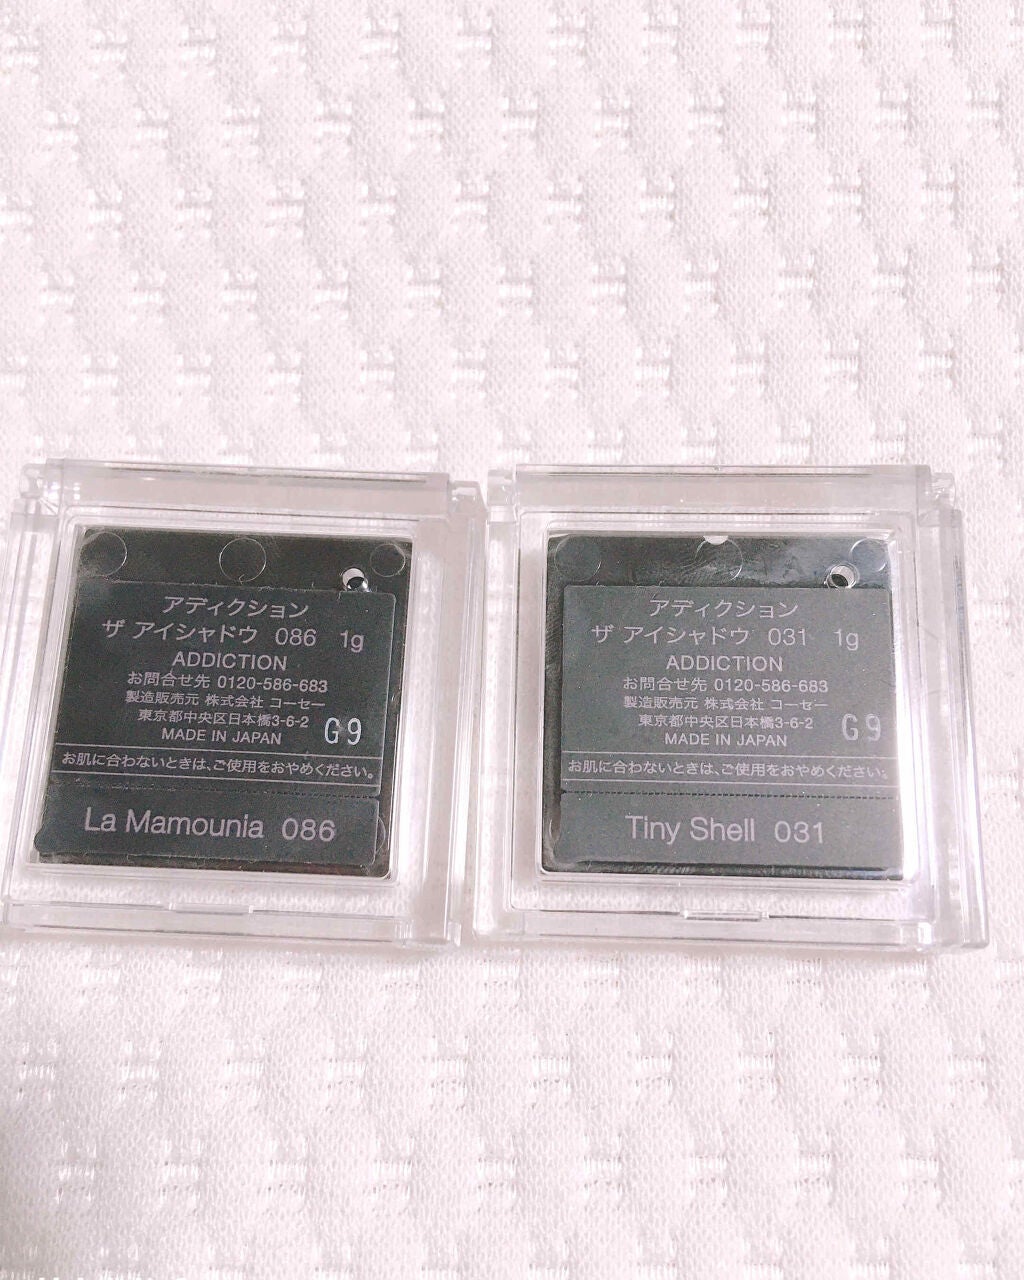 アディクション
ザ アイシャドウ 086 1g
ADDICTION
お問合せ先 0120-586-683
製造販売元 株式会社 コーセー
東京都中央区日本橋3-6-2
MADE IN JAPAN
G9
お肌に合わないときは、ご使用をおやめください。
La Mamounia 086
アディクション
ザ アイシャドウ 031 1g
ADDICTION
お問合せ先 0120-586-683
製造販売元 株式会社 コーセー
東京都中央区日本橋3-6-2
MADE IN JAPAN
G9
お肌に合わないときは、ご使用をおやめください。
Tiny Shell 031